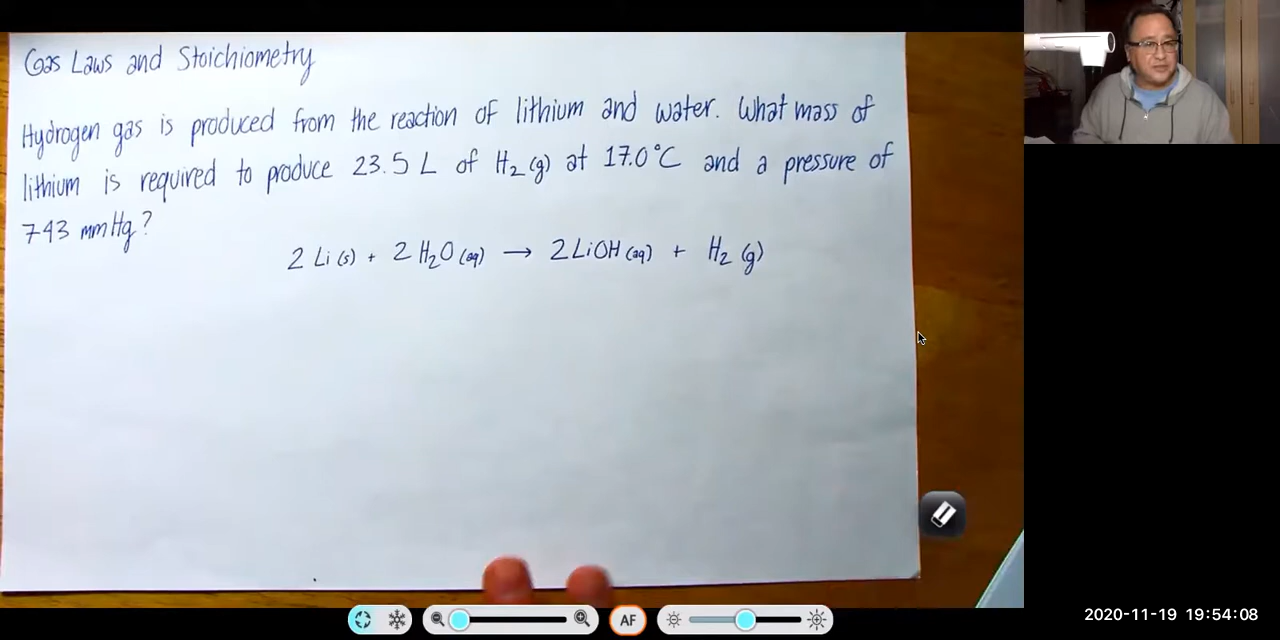 Gas Laws and Stoichiometry
Hydrogen gas is produced from the reaction of lithium and water. What mass of
lithium is required to produce 23.5 L of H₂(g) at 17.0°C and a pressure of
743 mmHg?
2 Li(s) + 2 H₂O(aq) → 2 LiOH(aq) + H₂(g)
AF
2020-11-19 19:54:08